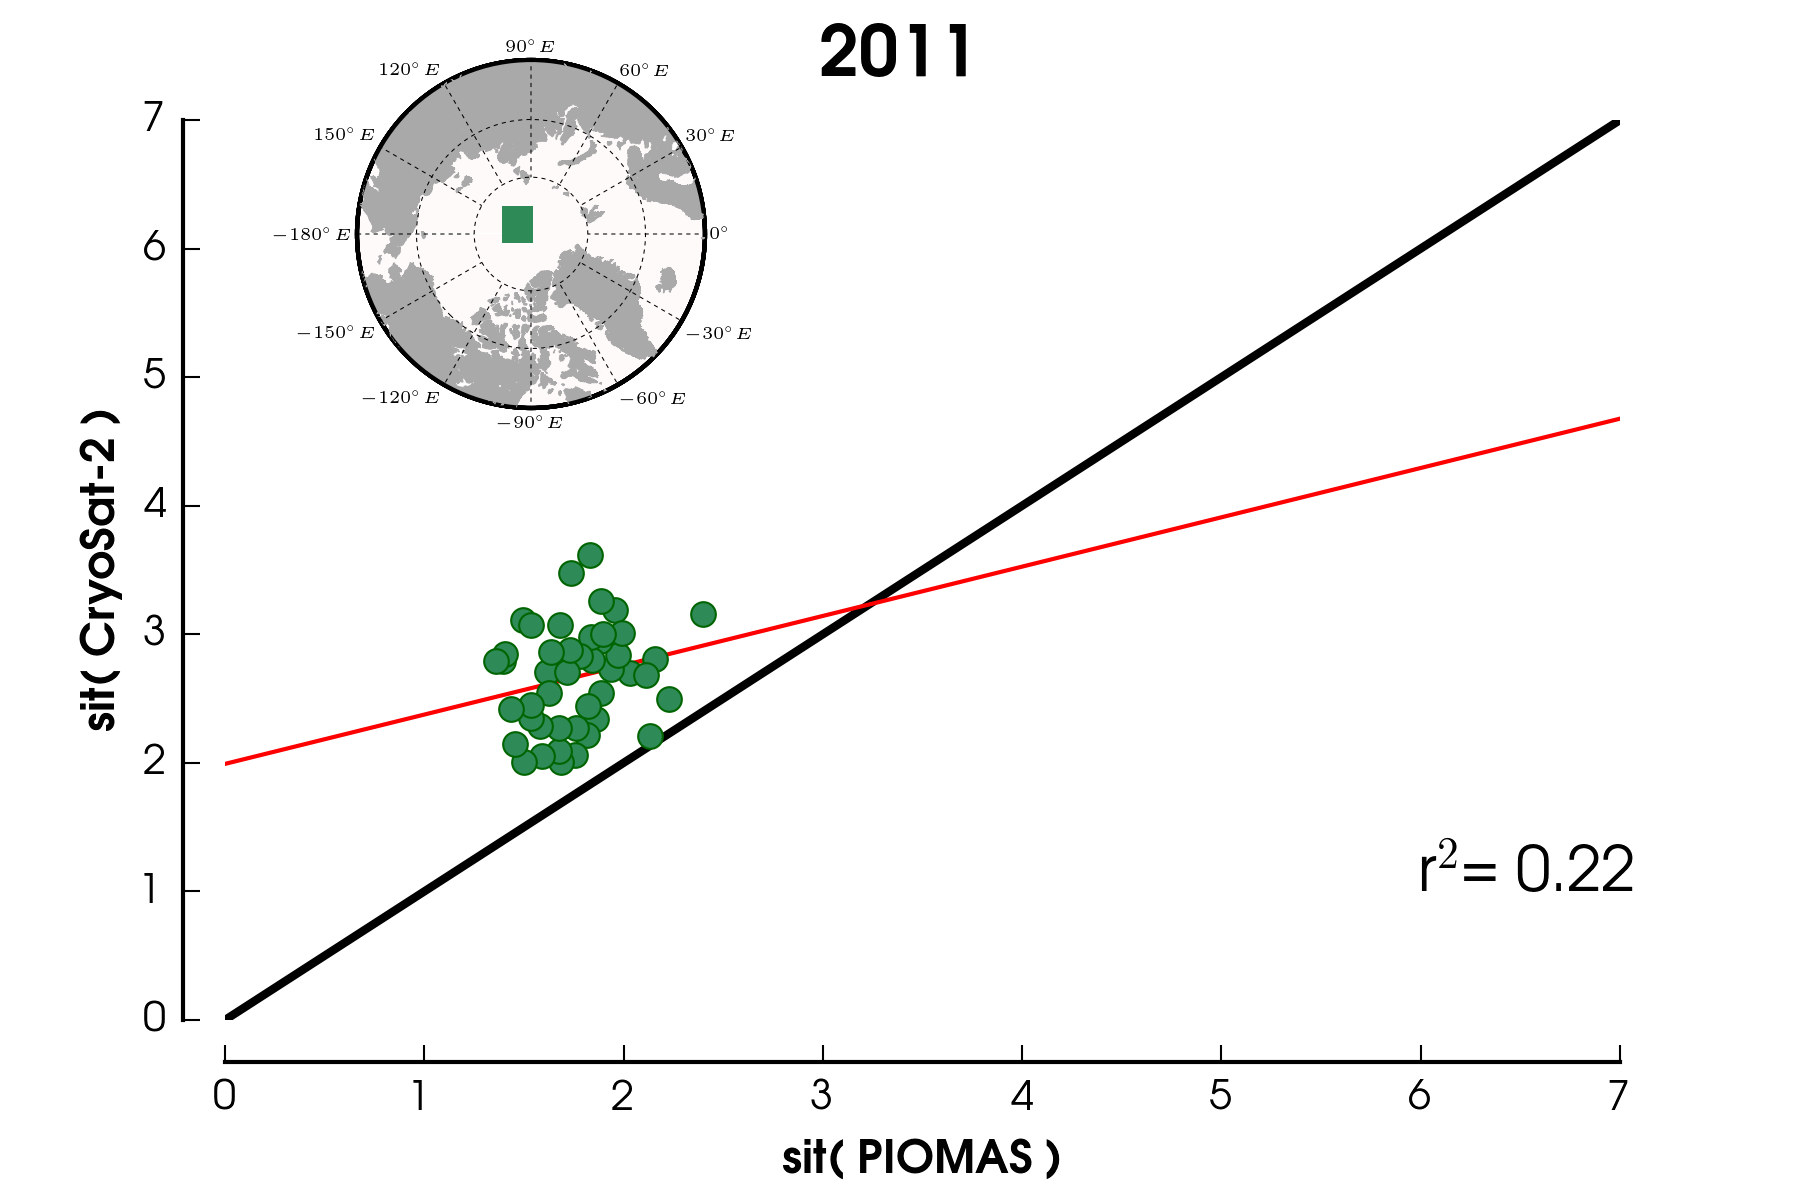 2011
90° E
120° E
60° E
150° E
30° E
−180° E
0°
−150° E
−30° E
−120° E
−60° E
−90° E
7
6
5
4
3
2
1
0
sit( CryoSat-2 )
r²= 0.22
0 1 2 3 4 5 6 7
sit( PIOMAS )